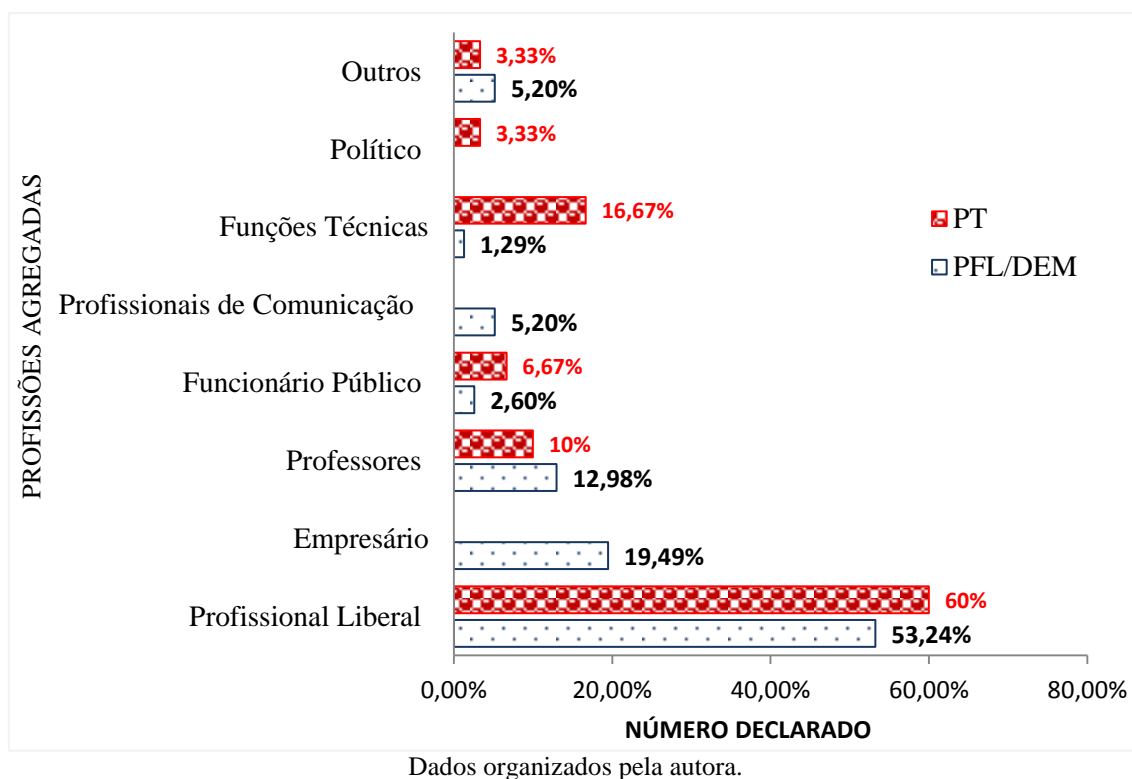 PROFISSÕES AGREGADAS
Outros
3,33%
5,20%
Político
3,33%
Funções Técnicas
16,67%
1,29%
Profissionais de Comunicação
5,20%
Funcionário Público
6,67%
2,60%
Professores
10%
12,98%
Empresário
19,49%
Profissional Liberal
60%
53,24%
PT
PFL/DEM
0,00% 20,00% 40,00% 60,00% 80,00%
NÚMERO DECLARADO
Dados organizados pela autora.